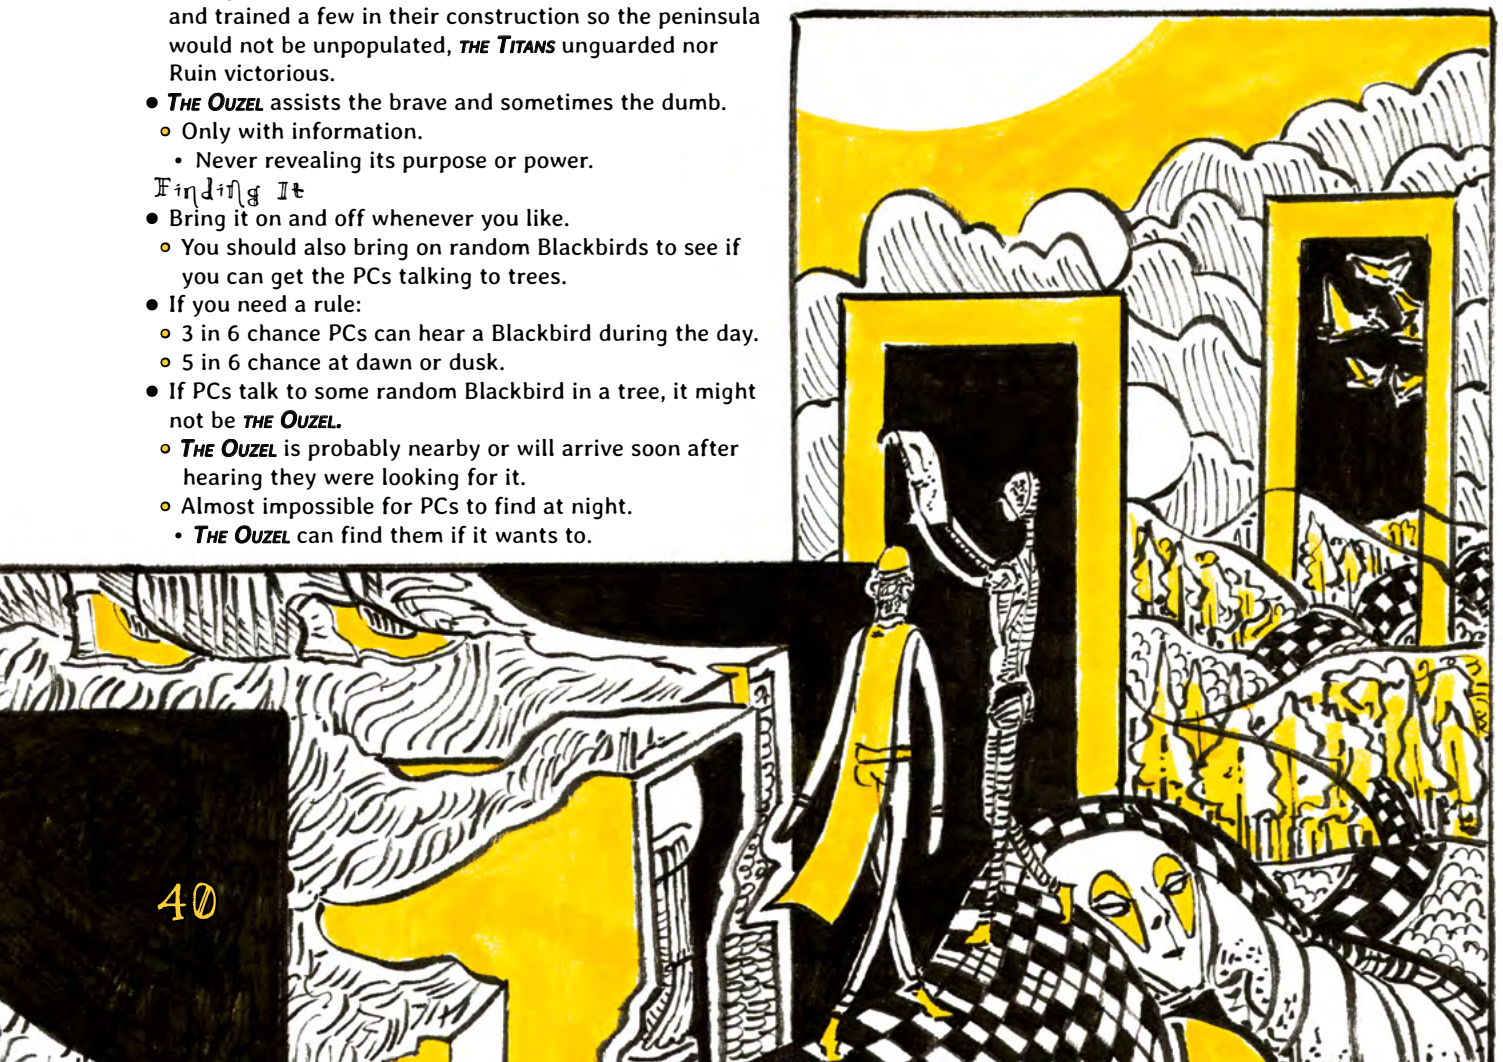 and trained a few in their construction so the peninsula
would not be unpopulated, THE TITANS unguarded nor
Ruin victorious.
• THE OUZEL assists the brave and sometimes the dumb.
• Only with information.
• Never revealing its purpose or power.
Finding It
• Bring it on and off whenever you like.
• You should also bring on random Blackbirds to see if
you can get the PCs talking to trees.
• If you need a rule:
• 3 in 6 chance PCs can hear a Blackbird during the day.
• 5 in 6 chance at dawn or dusk.
• If PCs talk to some random Blackbird in a tree, it might
not be THE OUZEL.
• THE OUZEL is probably nearby or will arrive soon after
hearing they were looking for it.
• Almost impossible for PCs to find at night.
• THE OUZEL can find them if it wants to.
40